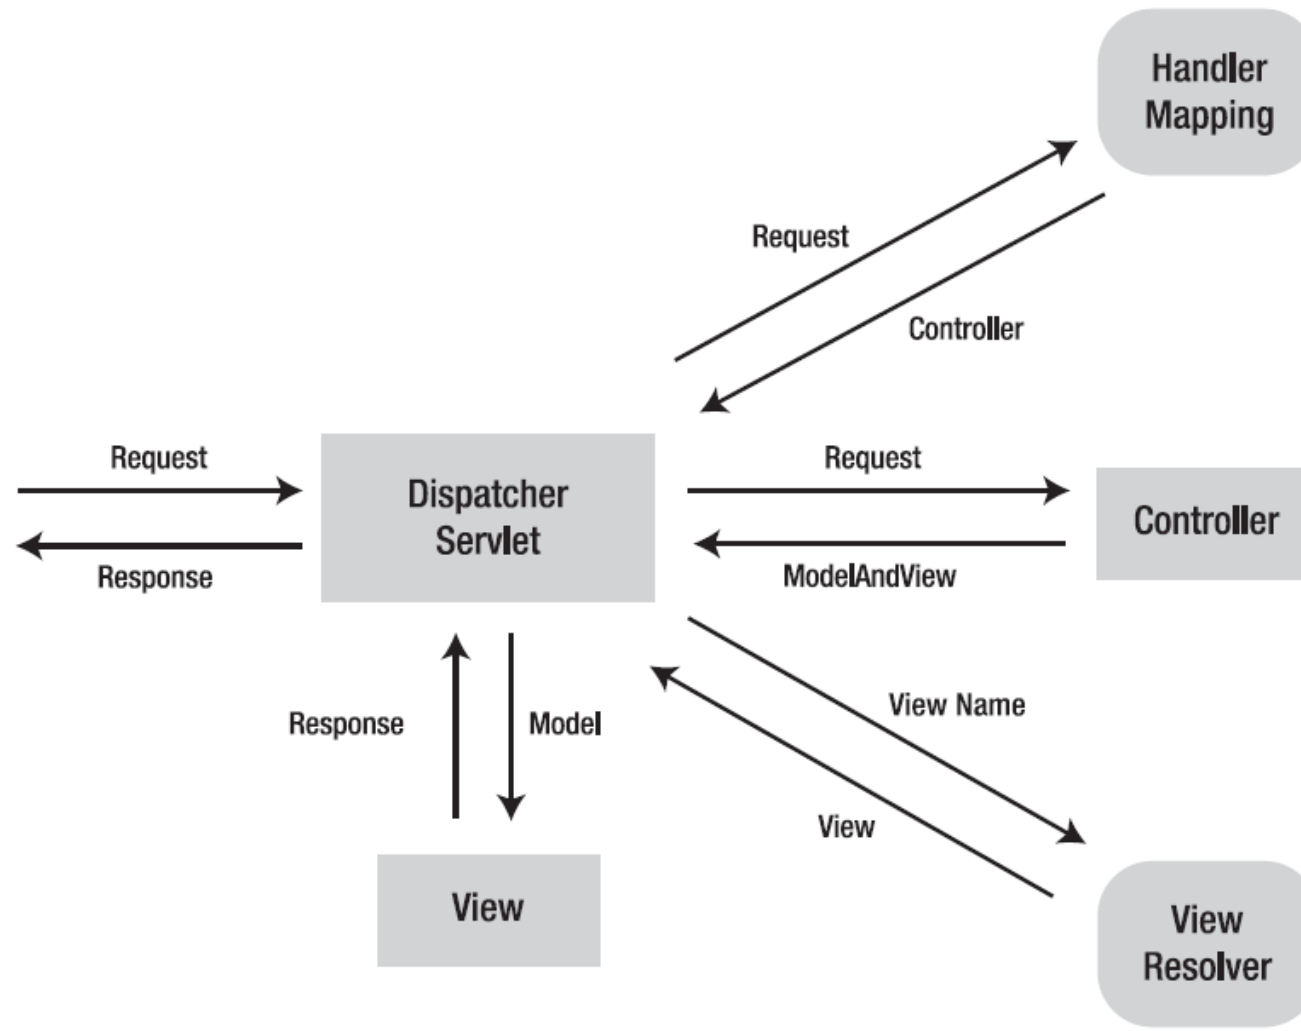 Handler
Mapping
Request
Controller
Request
Response
Dispatcher
Servlet
Request
ModelAndView
Controller
Response
Model
View Name
View
View
View
Resolver